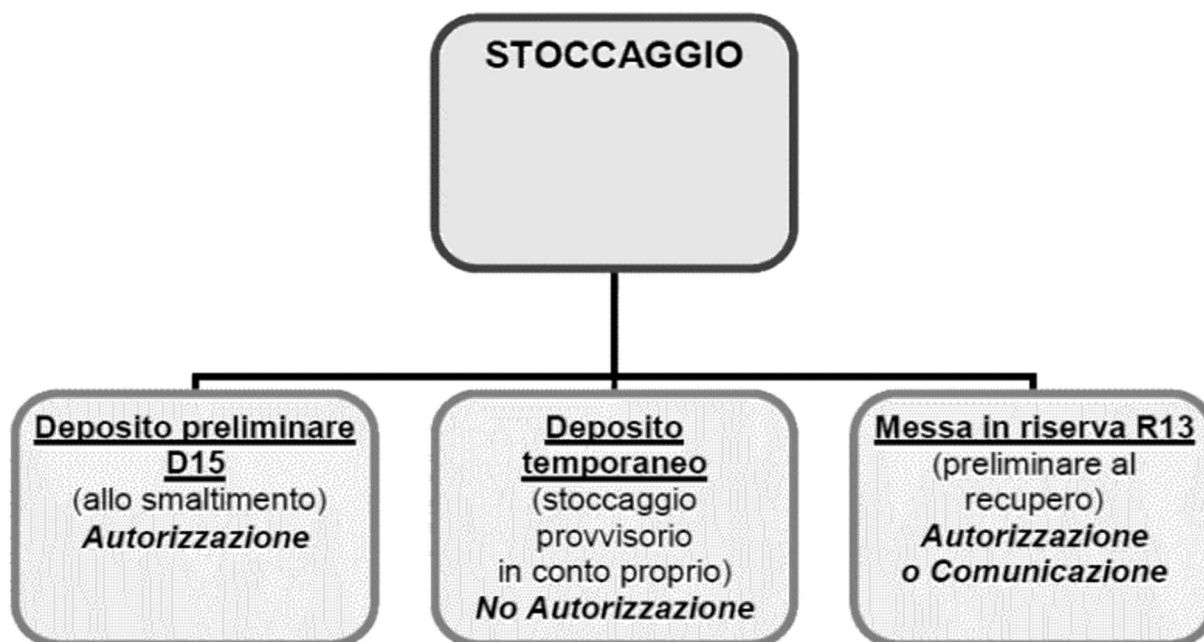 STOCCAGGIO
Deposito preliminare
D15
(allo smaltimento)
Autorizzazione
Deposito
temporaneo
(stoccaggio
provvisorio
in conto proprio)
No Autorizzazione
Messa in riserva R13
(preliminare al
recupero)
Autorizzazione
o Comunicazione